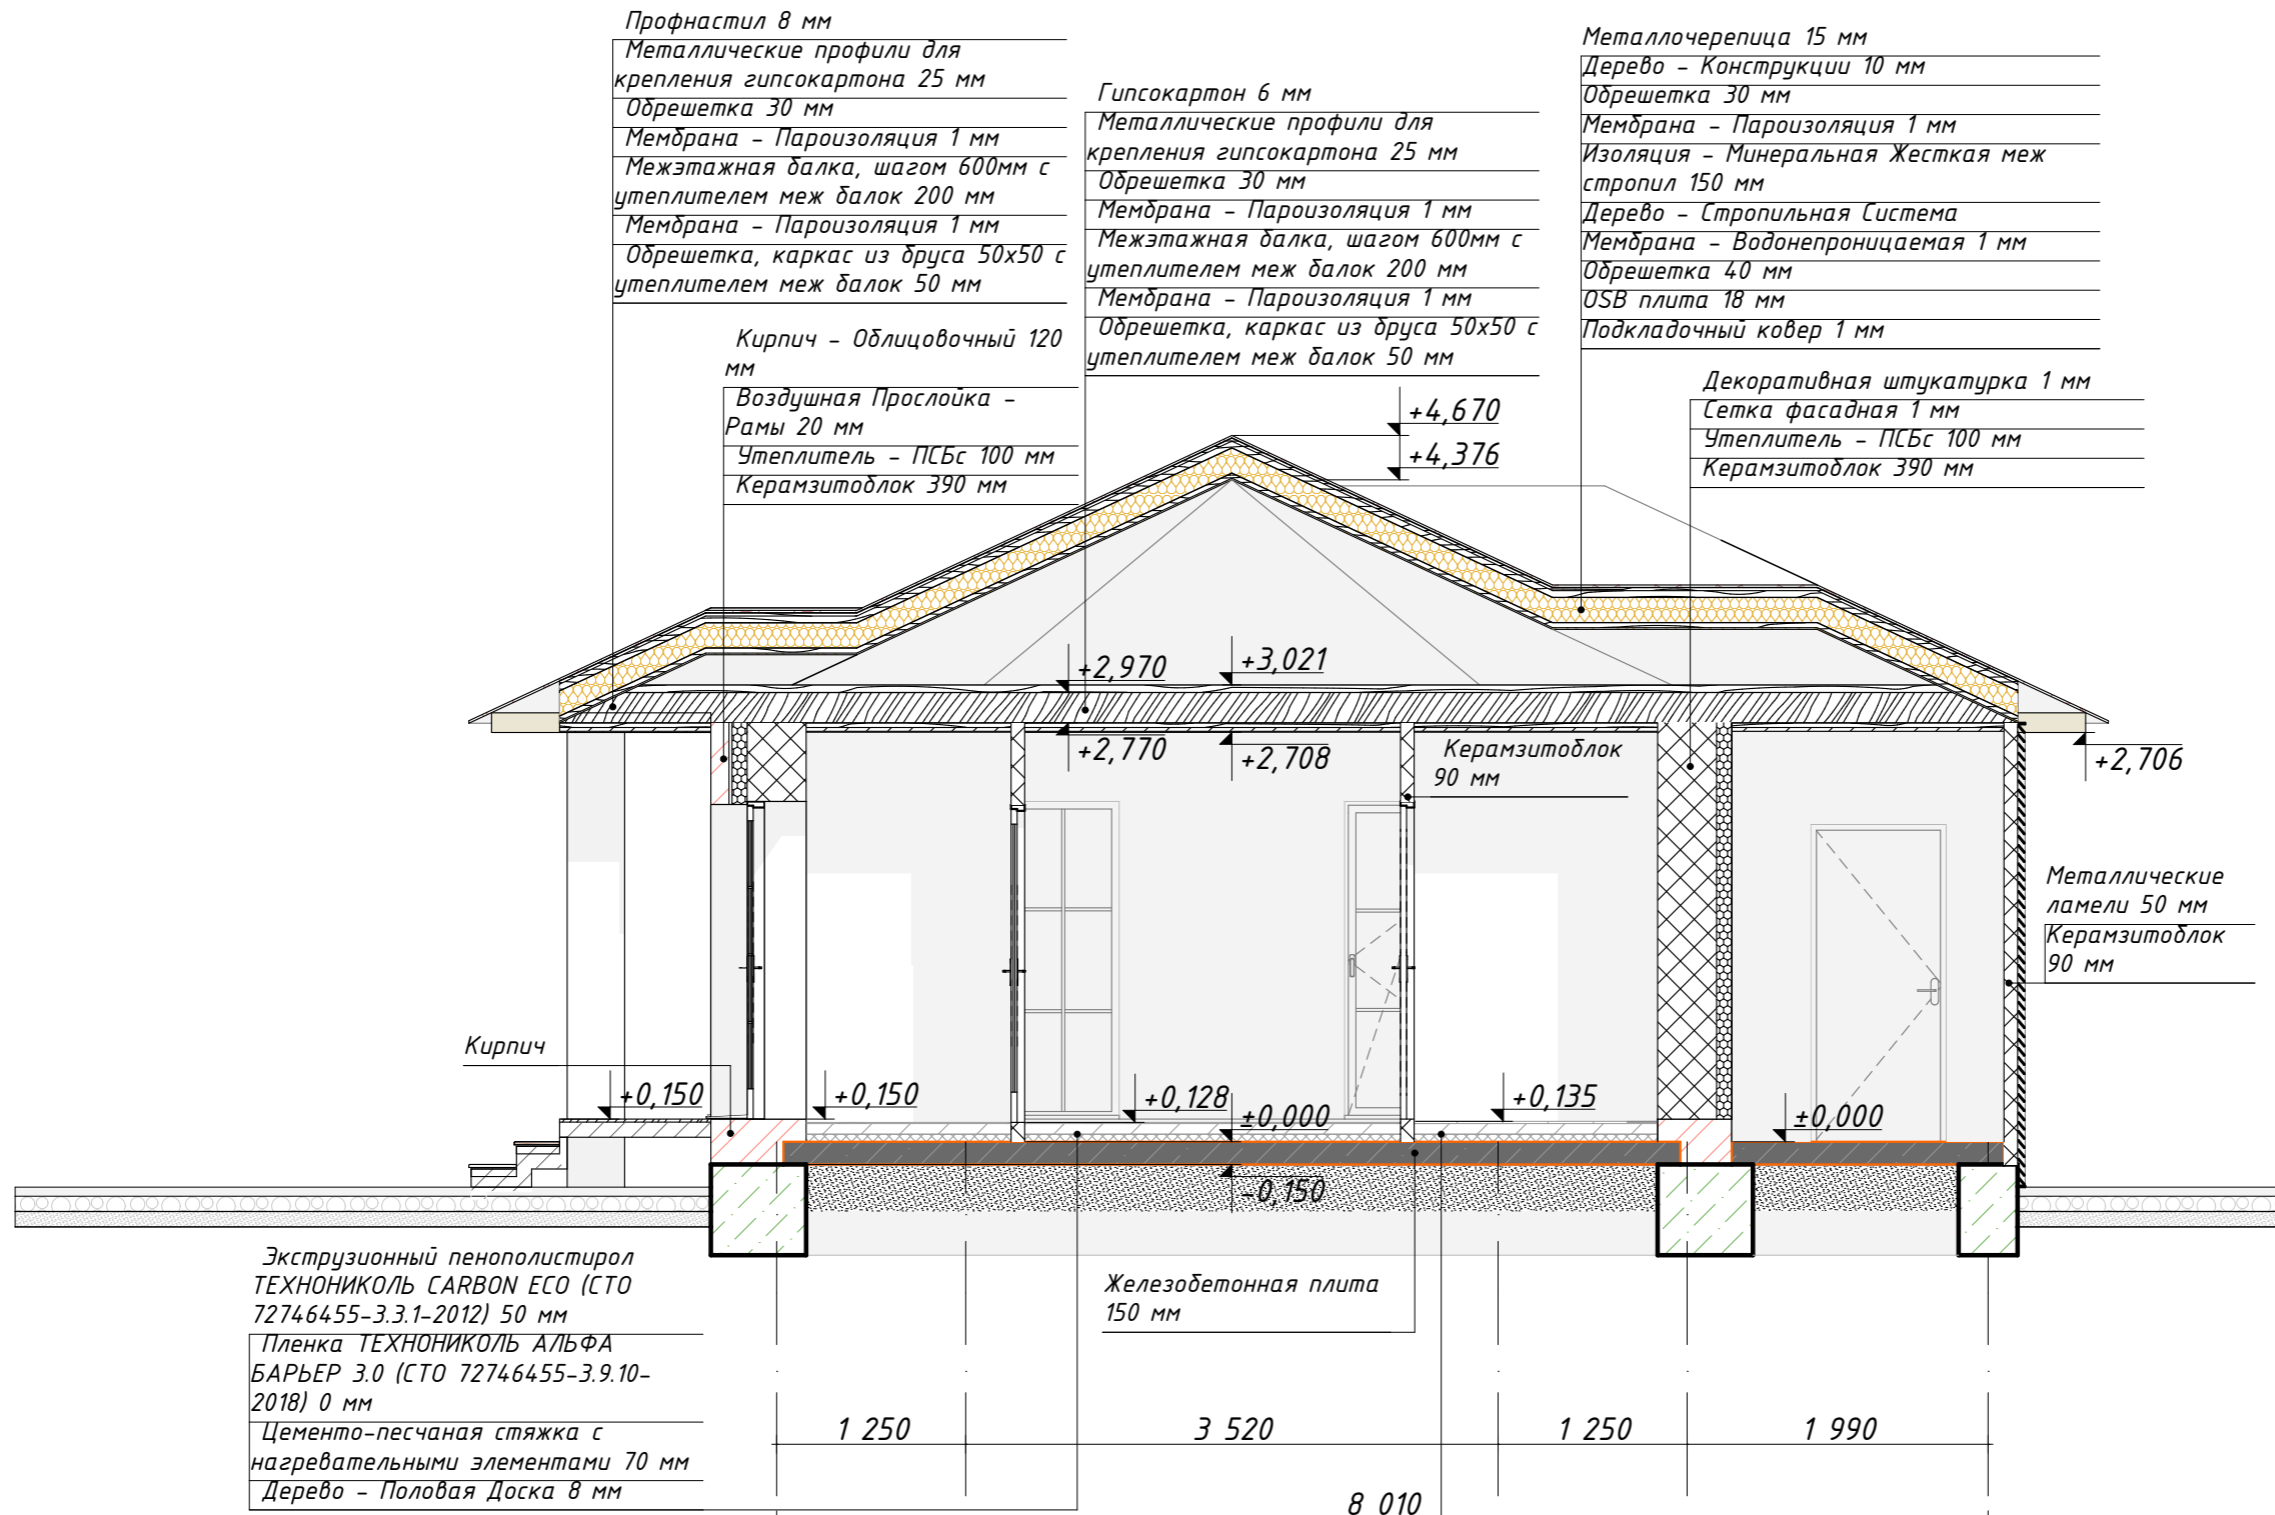 Профнастил 8 мм
Металлические профили для
крепления гипсокартона 25 мм
Обрешетка 30 мм
Мембрана - Пароизоляция 1 мм
Межэтажная балка, шагом 600мм с
утеплителем меж балок 200 мм
Мембрана - Пароизоляция 1 мм
Обрешетка, каркас из бруса 50х50 с
утеплителем меж балок 50 мм
Гипсокартон 6 мм
Металлические профили для
крепления гипсокартона 25 мм
Обрешетка 30 мм
Мембрана - Пароизоляция 1 мм
Межэтажная балка, шагом 600мм с
утеплителем меж балок 200 мм
Мембрана - Пароизоляция 1 мм
Обрешетка, каркас из бруса 50х50 с
утеплителем меж балок 50 мм
Металлочерепица 15 мм
Дерево - Конструкции 10 мм
Обрешетка 30 мм
Мембрана - Пароизоляция 1 мм
Изоляция - Минеральная Жесткая меж
стропил 150 мм
Дерево - Стропильная Система
Мембрана - Водонепроницаемая 1 мм
Обрешетка 40 мм
OSB плита 18 мм
Подкладочный ковер 1 мм
Кирпич - Облицовочный 120
мм
Воздушная Прослойка -
Рамы 20 мм
Утеплитель - ПСБс 100 мм
Керамзитоблок 390 мм
Декоративная штукатурка 1 мм
Сетка фасадная 1 мм
Утеплитель - ПСБс 100 мм
Керамзитоблок 390 мм
+4,670
+4,376
+2,970
+3,021
+2,770
+2,708
Керамзитоблок
90 мм
+2,706
Металлические
ламели 50 мм
Керамзитоблок
90 мм
Кирпич
+0,150
+0,150
+0,128
±0,000
+0,135
±0,000
-0,150
Экструзионный пенополистирол
ТЕХНОНИКОЛЬ CARBON ECO (СТО
72746455-3.3.1-2012) 50 мм
Пленка ТЕХНОНИКОЛЬ АЛЬФА
БАРЬЕР 3.0 (СТО 72746455-3.9.10-
2018) 0 мм
Цементо-песчаная стяжка с
нагревательными элементами 70 мм
Дерево - Половая Доска 8 мм
Железобетонная плита
150 мм
1 250
3 520
1 250
1 990
8 010